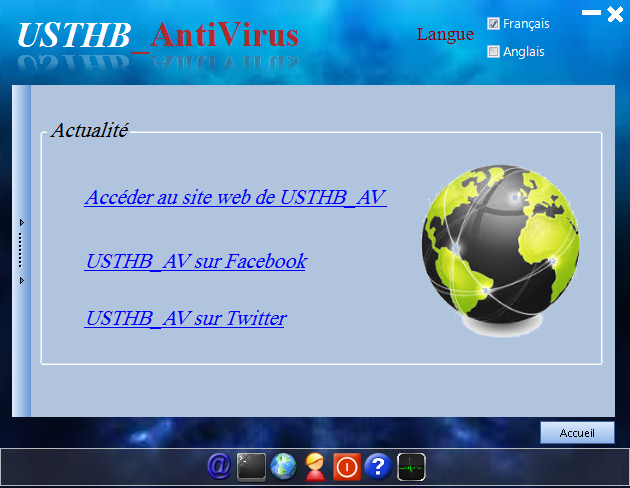 USTHB_AntiVirus
Langue
Français
Anglais
Actualité
Accéder au site web de USTHB_AV
USTHB_AV sur Facebook
USTHB_AV sur Twitter
Accueil